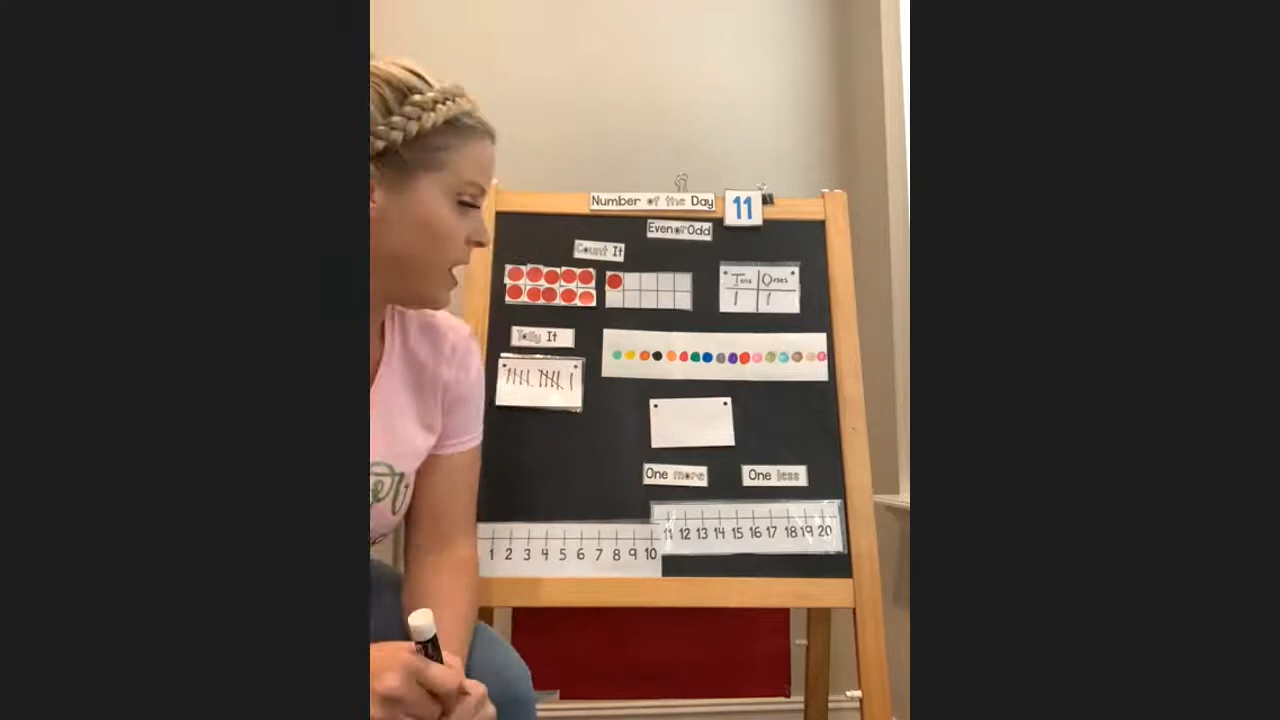 Number of the Day
11
Even or Odd
Count It
Tens Ones
1 1
Tally It
One more
One less
11 12 13 14 15 16 17 18 19 20
1 2 3 4 5 6 7 8 9 10